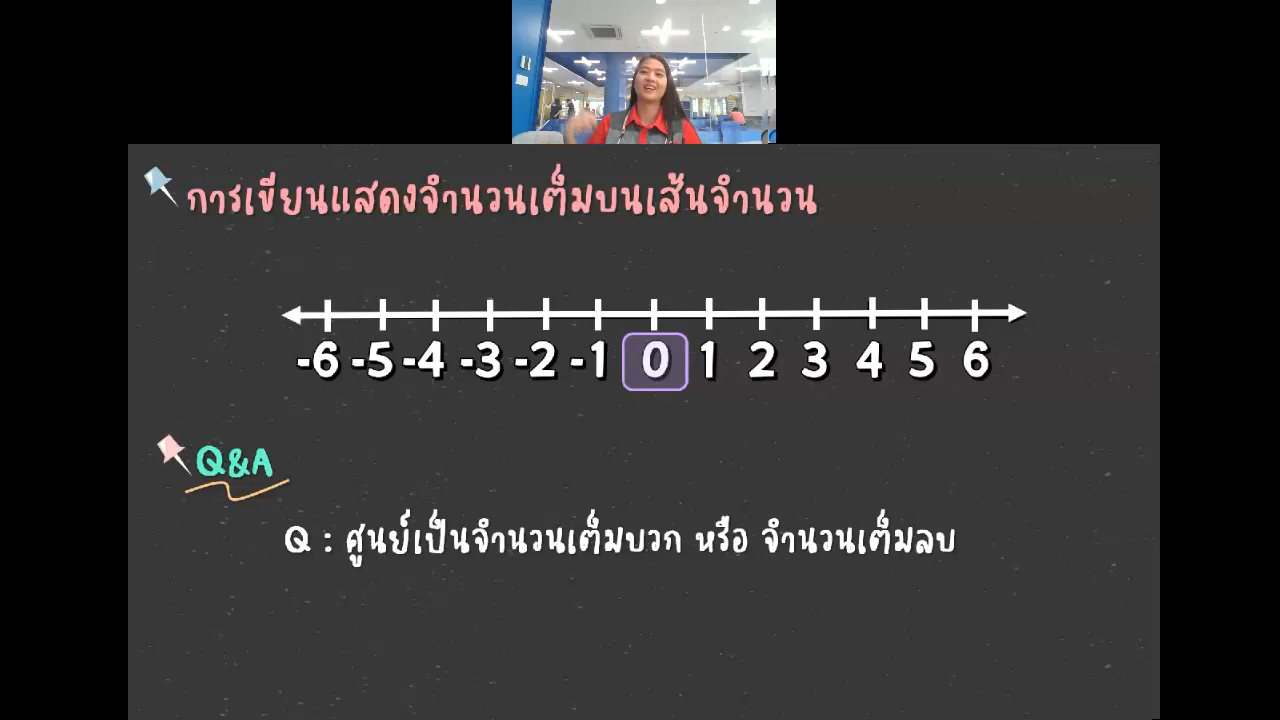 การเขียนแสดงจำนวนเต็มบนเส้นจำนวน
-6 -5 -4 -3 -2 -1 0 1 2 3 4 5 6
Q&A
Q : ศูนย์เป็นจำนวนเต็มบวก หรือ จำนวนเต็มลบ